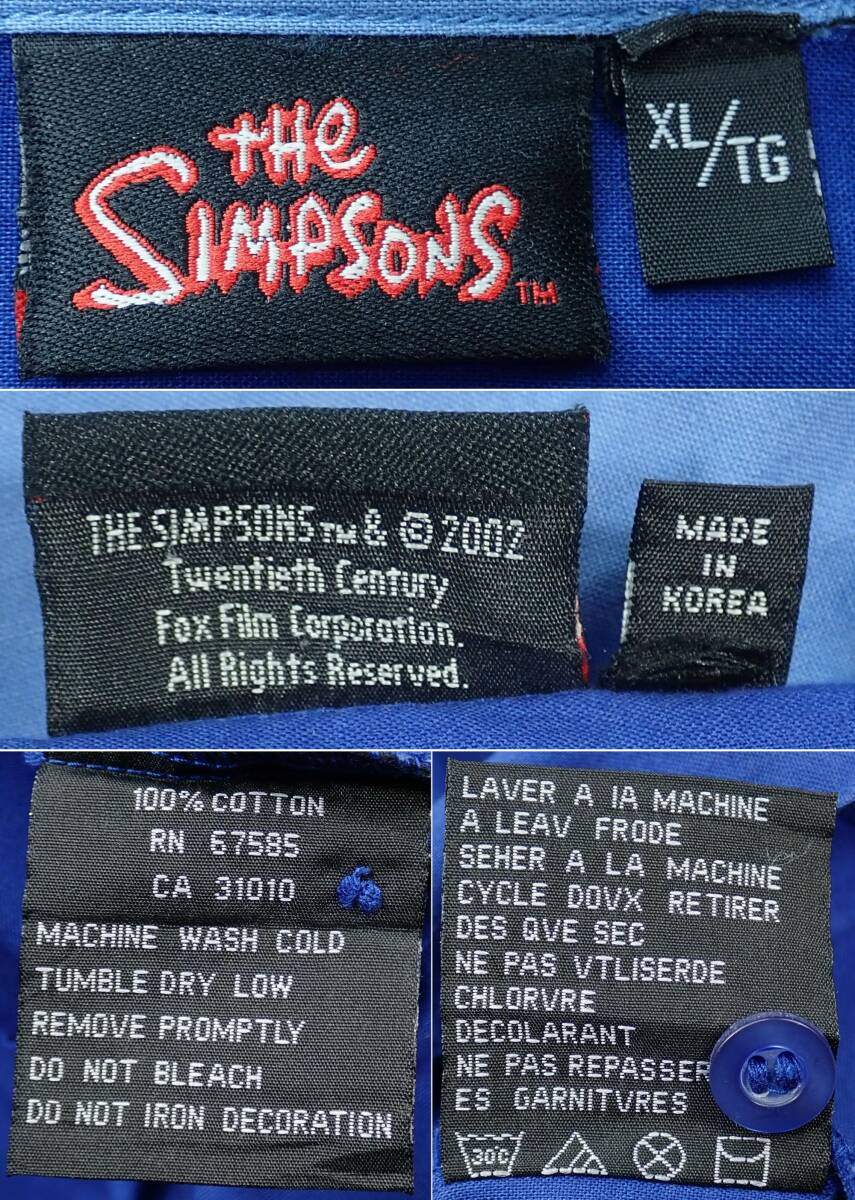 THE
SIMPSONS TM
XL/TG
THE SIMPSONS TM & © 2002
Twentieth Century
Fox Film Corporation.
All Rights Reserved.
MADE
IN
KOREA
100% COTTON
RN 67585
CA 31010
MACHINE WASH COLD
TUMBLE DRY LOW
REMOVE PROMPTLY
DO NOT BLEACH
DO NOT IRON DECORATION
LAVER A IA MACHINE
A LEAV FRODE
SEHER A LA MACHINE
CYCLE DOVX RETIRER
DES QVE SEC
NE PAS VTLISERDE
CHLORVRE
DECOLARANT
NE PAS REPASSER
ES GARNITVRES
30C